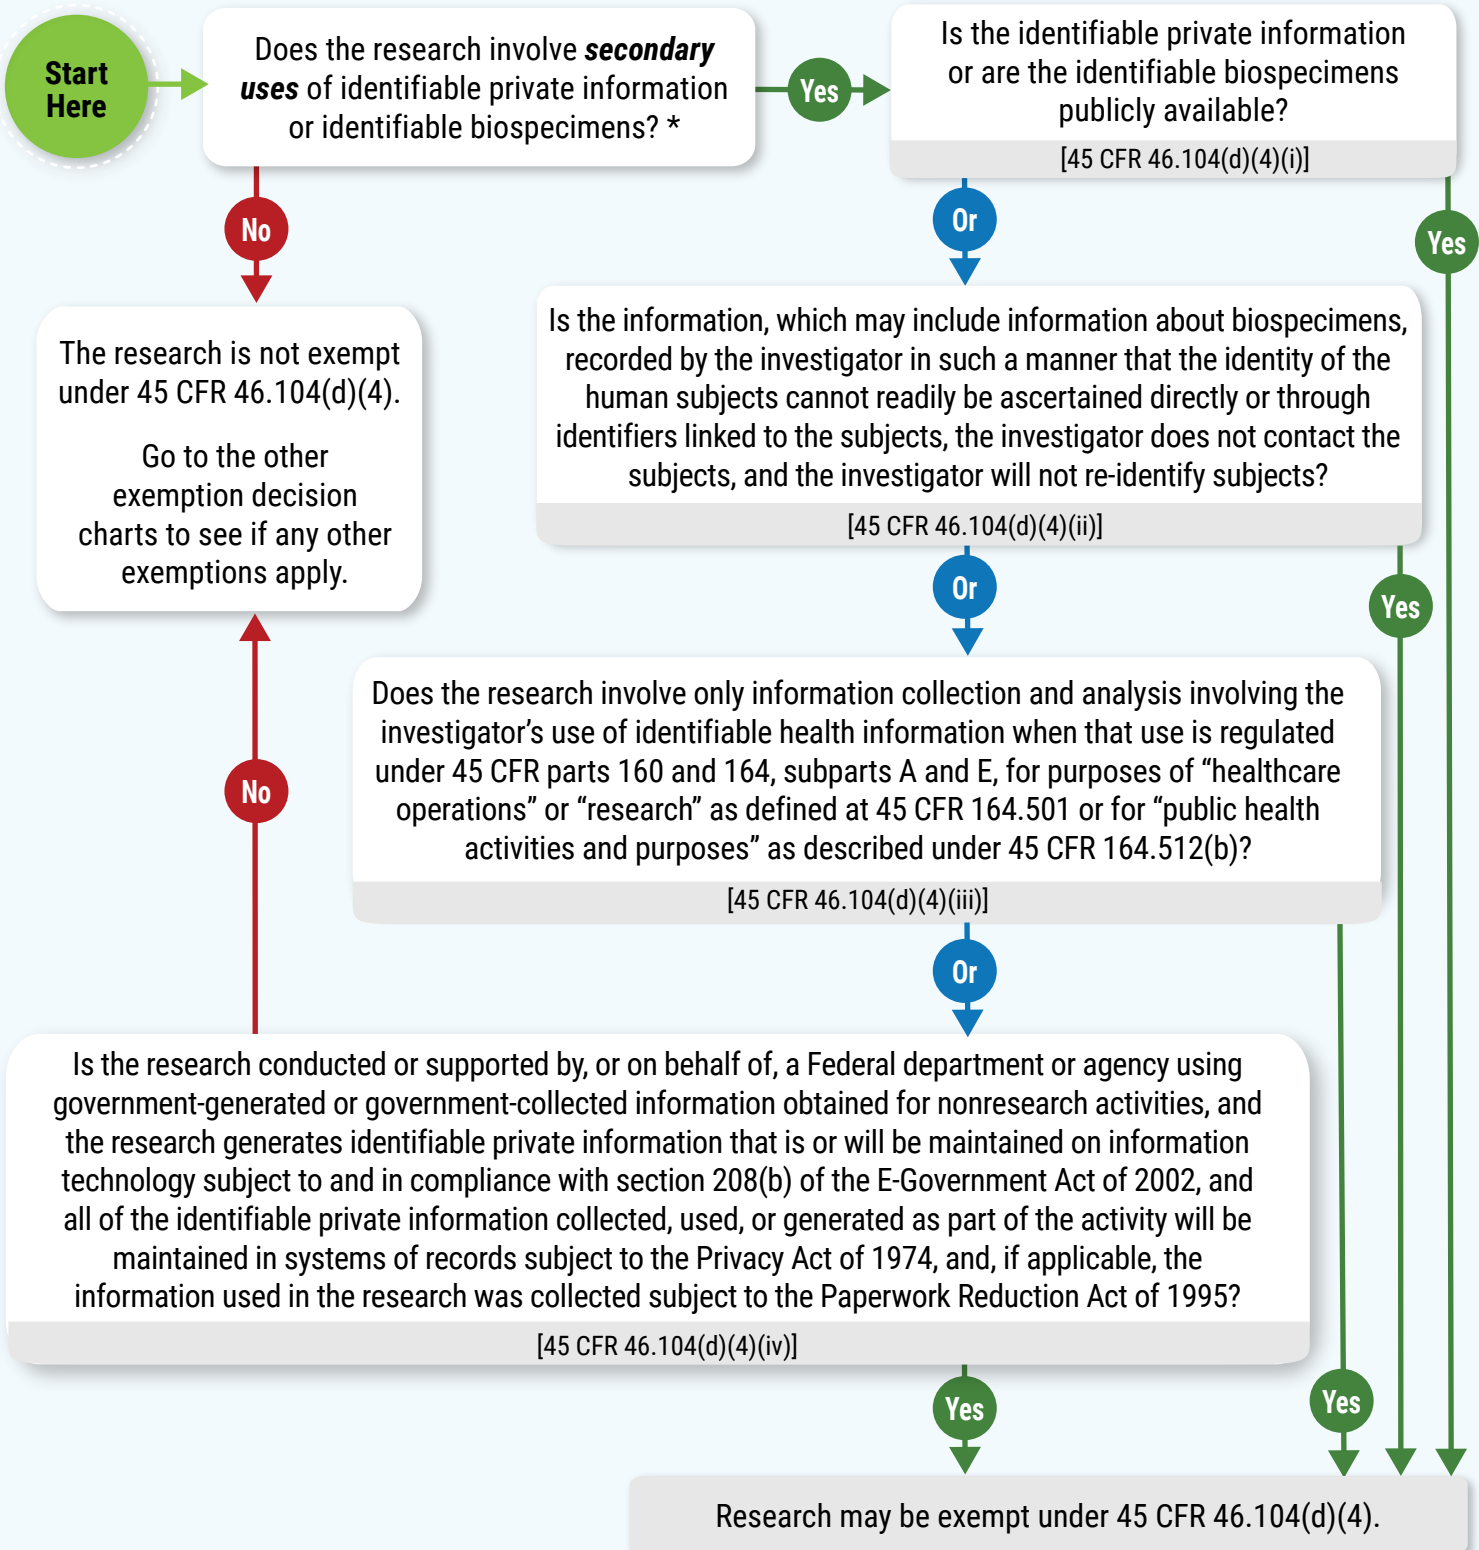 Start
Here
Does the research involve secondary
uses of identifiable private information
or identifiable biospecimens? *
Yes
Is the identifiable private information
or are the identifiable biospecimens
publicly available?
[45 CFR 46.104(d)(4)(i)]
No
Or
Yes
The research is not exempt
under 45 CFR 46.104(d)(4).
Go to the other
exemption decision
charts to see if any other
exemptions apply.
Is the information, which may include information about biospecimens,
recorded by the investigator in such a manner that the identity of the
human subjects cannot readily be ascertained directly or through
identifiers linked to the subjects, the investigator does not contact the
subjects, and the investigator will not re-identify subjects?
[45 CFR 46.104(d)(4)(ii)]
Or
Yes
Does the research involve only information collection and analysis involving the
investigator’s use of identifiable health information when that use is regulated
under 45 CFR parts 160 and 164, subparts A and E, for purposes of “healthcare
operations” or “research” as defined at 45 CFR 164.501 or for “public health
activities and purposes” as described under 45 CFR 164.512(b)?
[45 CFR 46.104(d)(4)(iii)]
No
Or
Is the research conducted or supported by, or on behalf of, a Federal department or agency using
government-generated or government-collected information obtained for nonresearch activities, and
the research generates identifiable private information that is or will be maintained on information
technology subject to and in compliance with section 208(b) of the E-Government Act of 2002, and
all of the identifiable private information collected, used, or generated as part of the activity will be
maintained in systems of records subject to the Privacy Act of 1974, and, if applicable, the
information used in the research was collected subject to the Paperwork Reduction Act of 1995?
[45 CFR 46.104(d)(4)(iv)]
Yes
Yes
Research may be exempt under 45 CFR 46.104(d)(4).